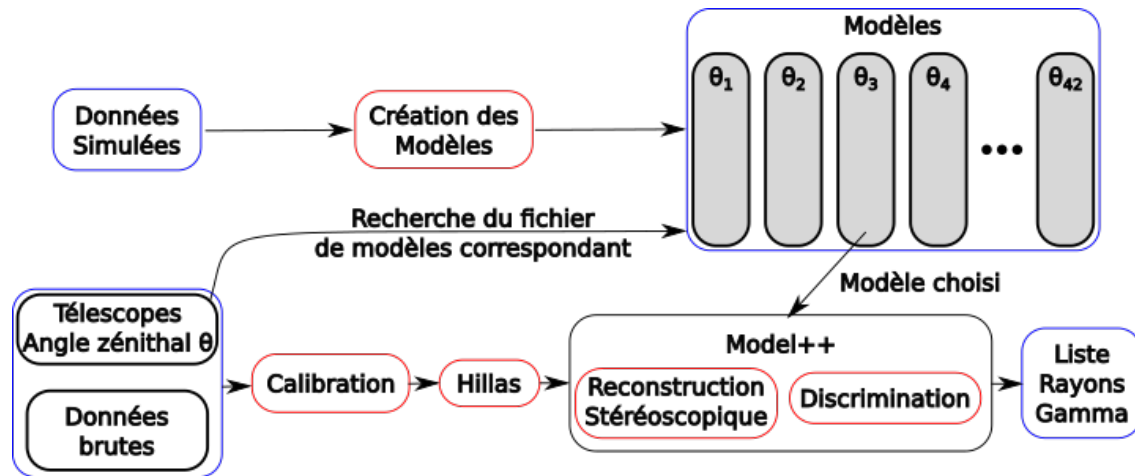 Modèles
θ1
θ2
θ3
θ4
θ42
•••
Données
Simulées
Création des
Modèles
Recherche du fichier
de modèles correspondant
Modèle choisi
Télescopes
Angle zénithal θ
Données
brutes
Calibration
Hillas
Model++
Reconstruction
Stéréoscopique
Discrimination
Liste
Rayons
Gamma